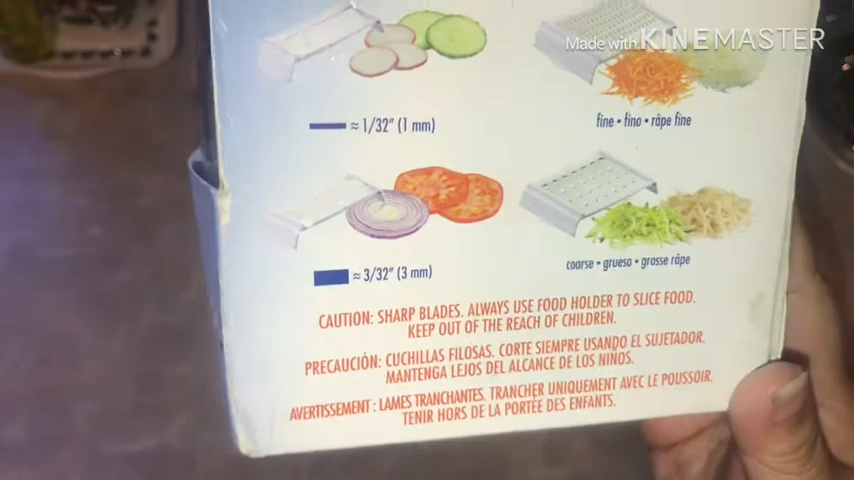 Made with KINEMASTER
≈ 1/32" (1 mm)
fine • fino • râpe fine
≈ 3/32" (3 mm)
coarse • grueso • grosse râpe
CAUTION: SHARP BLADES. ALWAYS USE FOOD HOLDER TO SLICE FOOD.
KEEP OUT OF THE REACH OF CHILDREN.
PRECAUCIÒN: CUCHILLAS FILOSAS. CORTE SIEMPRE USANDO EL SUJETADOR.
MANTENGA LEJOS DEL ALCANCE DE LOS NIÑOS.
AVERTISSEMENT : LAMES TRANCHANTES. TRANCHER UNIQUEMENT AVEC LE POUSSOIR.
TENIR HORS DE LA PORTÉE DES ENFANTS.